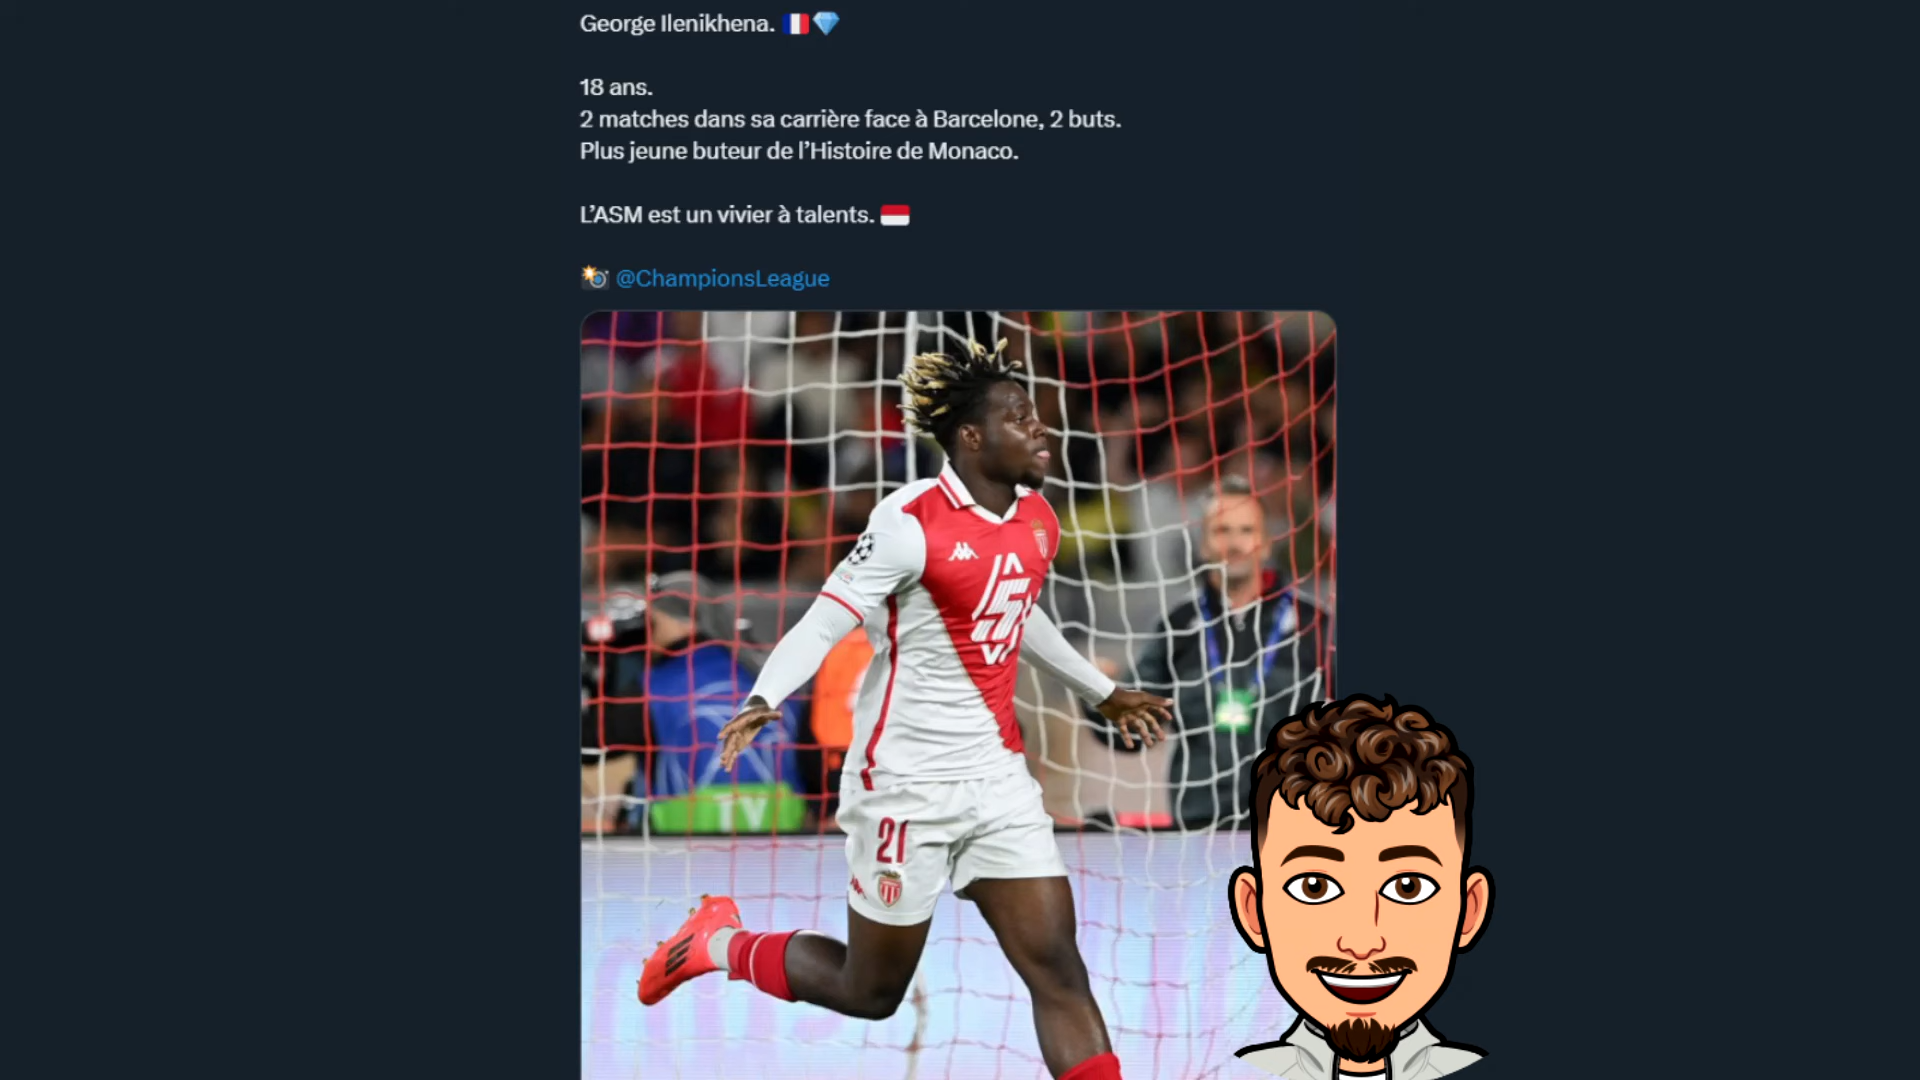 George Ilenikhena. 🇫🇷💎
18 ans.
2 matches dans sa carrière face à Barcelone, 2 buts.
Plus jeune buteur de l’Histoire de Monaco.
L’ASM est un vivier à talents. 🇲🇨
📸 @ChampionsLeague
TV
21